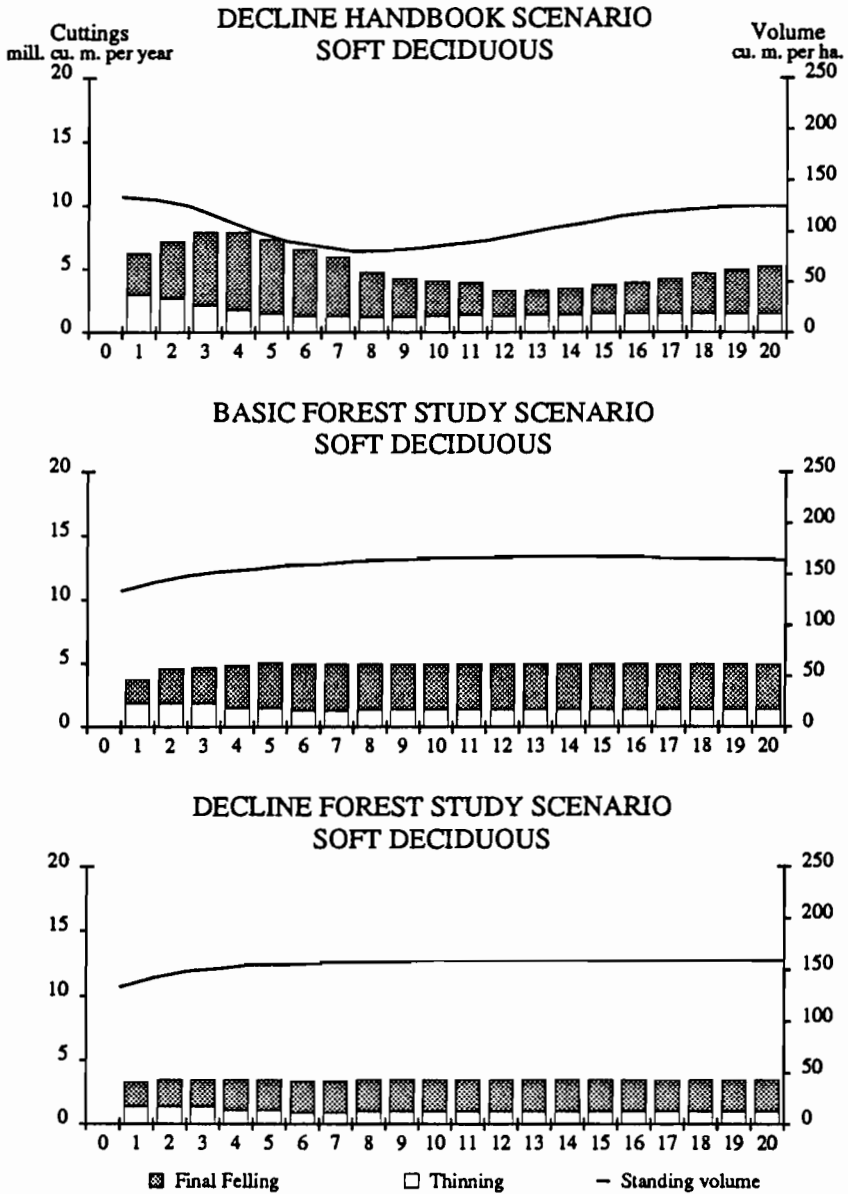 DECLINE HANDBOOK SCENARIO
SOFT DECIDUOUS
Cuttings
mill. cu. m. per year
Volume
cu. m. per ha.
20
15
10
5
0
250
200
150
100
50
0
0 1 2 3 4 5 6 7 8 9 10 11 12 13 14 15 16 17 18 19 20
BASIC FOREST STUDY SCENARIO
SOFT DECIDUOUS
20
15
10
5
0
250
200
150
100
50
0
0 1 2 3 4 5 6 7 8 9 10 11 12 13 14 15 16 17 18 19 20
DECLINE FOREST STUDY SCENARIO
SOFT DECIDUOUS
20
15
10
5
0
250
200
150
100
50
0
0 1 2 3 4 5 6 7 8 9 10 11 12 13 14 15 16 17 18 19 20
Final Felling Thinning Standing volume